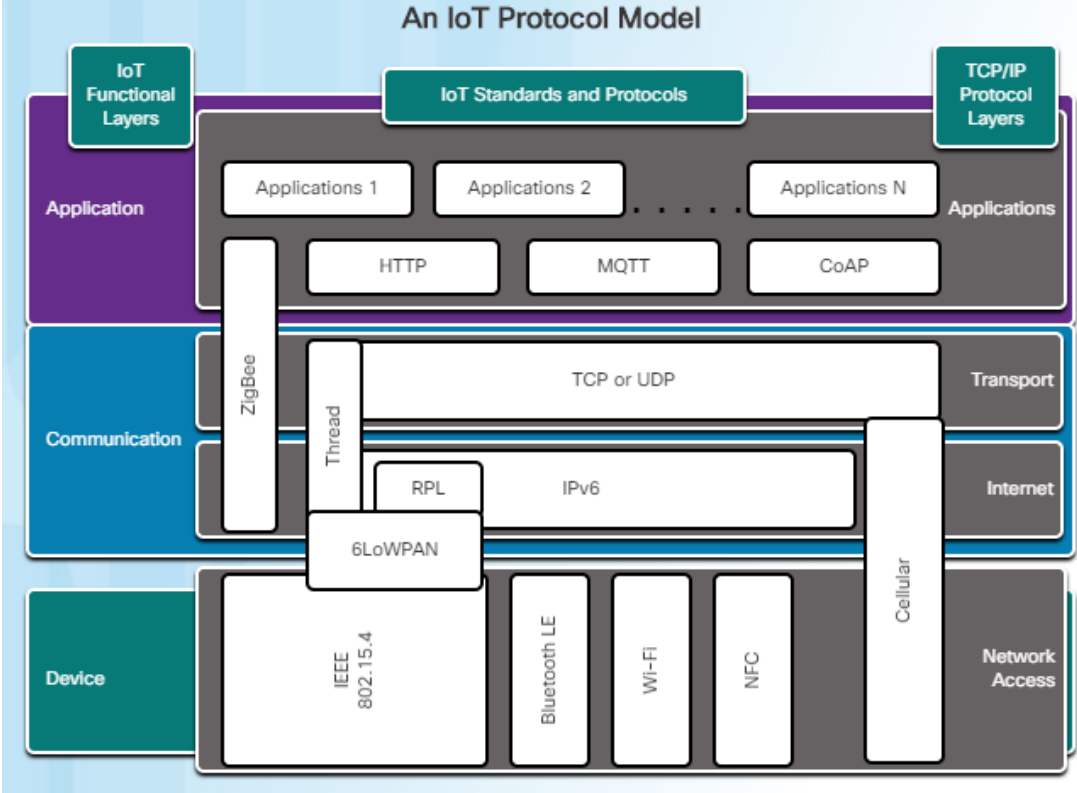 An IoT Protocol Model
IoT
Functional
Layers
IoT Standards and Protocols
TCP/IP
Protocol
Layers
Application
Applications 1
Applications 2
. . . . .
Applications N
Applications
HTTP
MQTT
CoAP
ZigBee
Communication
Thread
TCP or UDP
Transport
RPL
IPv6
Internet
6LoWPAN
Cellular
Device
IEEE
802.15.4
Bluetooth LE
Wi-Fi
NFC
Network
Access